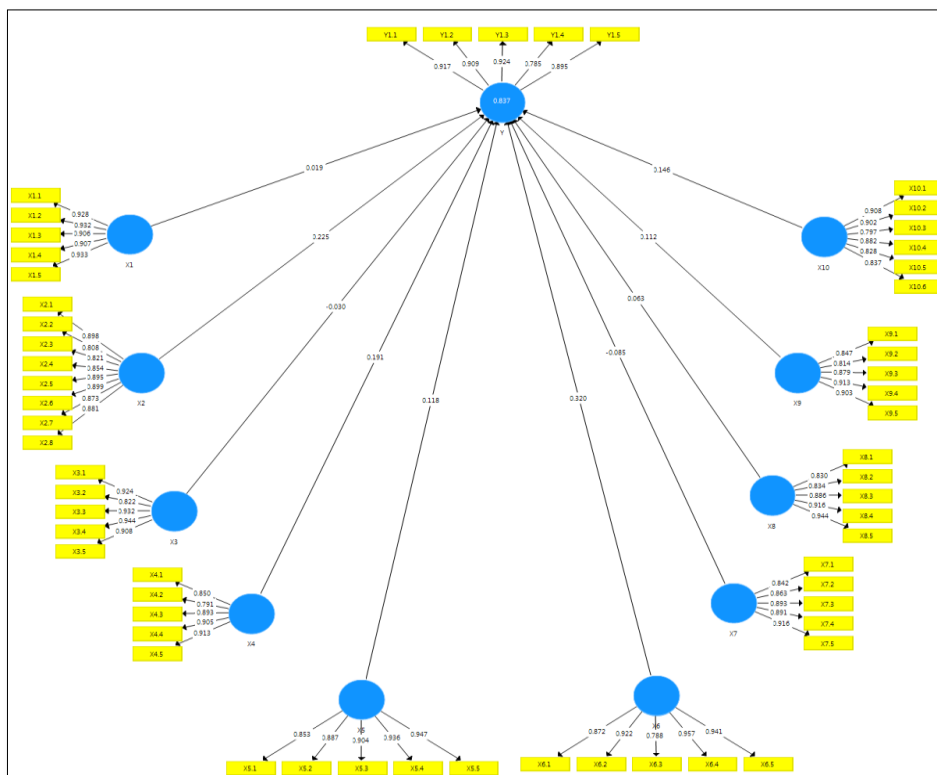 Y1.1 Y1.2 Y1.3 Y1.4 Y1.5
0.917 0.909 0.924 0.785 0.895
0.837
Y
0.019
0.225
-0.030
0.191
0.118
0.320
-0.085
0.063
0.112
0.146
X1.1
X1.2
X1.3
X1.4
X1.5
0.928
0.932
0.906
0.907
0.933
X1
X2.1
X2.2
X2.3
X2.4
X2.5
X2.6
X2.7
X2.8
0.898
0.808
0.821
0.854
0.895
0.899
0.873
0.881
X2
X3.1
X3.2
X3.3
X3.4
X3.5
0.924
0.822
0.932
0.944
0.908
X3
X4.1
X4.2
X4.3
X4.4
X4.5
0.850
0.791
0.893
0.905
0.913
X4
X5
0.853 0.887 0.904 0.936 0.947
X5.1 X5.2 X5.3 X5.4 X5.5
X6
0.872 0.922 0.788 0.957 0.941
X6.1 X6.2 X6.3 X6.4 X6.5
X7.1
X7.2
X7.3
X7.4
X7.5
0.842
0.863
0.893
0.891
0.916
X7
X8.1
X8.2
X8.3
X8.4
X8.5
0.830
0.834
0.886
0.916
0.944
X8
X9.1
X9.2
X9.3
X9.4
X9.5
0.847
0.814
0.879
0.913
0.903
X9
X10.1
X10.2
X10.3
X10.4
X10.5
X10.6
0.908
0.902
0.797
0.882
0.828
0.837
X10